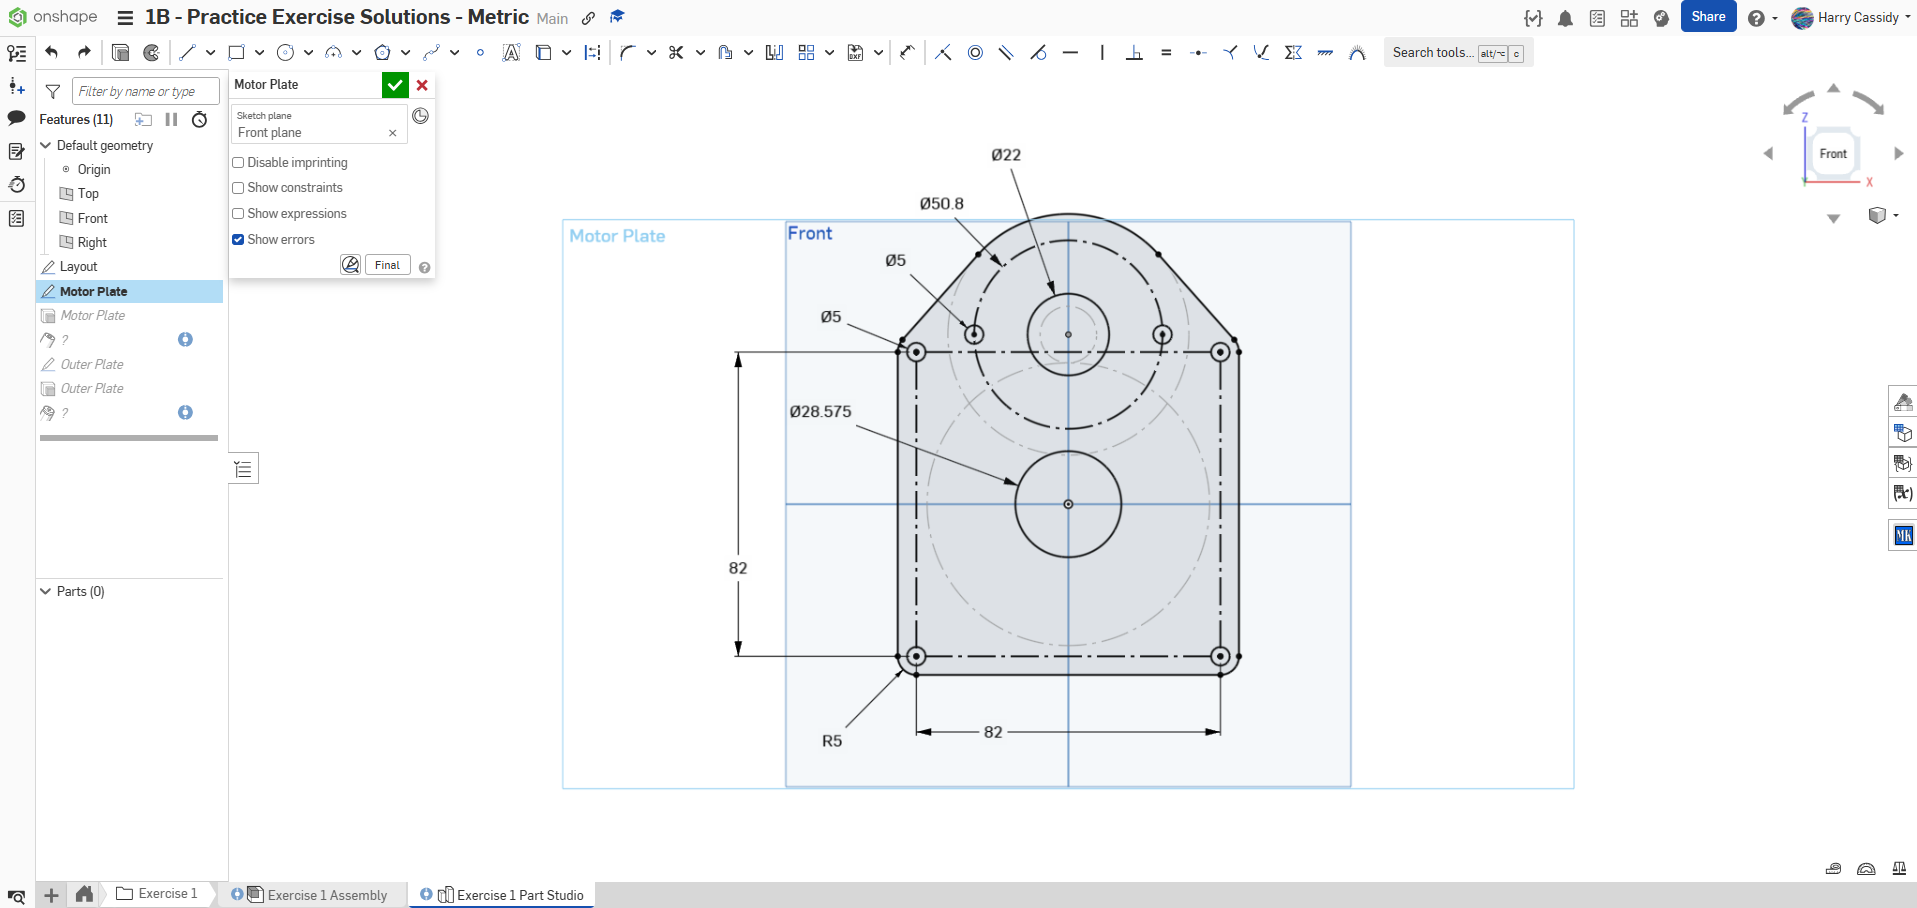 onshape
1B - Practice Exercise Solutions - Metric Main
Share
Harry Cassidy
DXF
Search tools... alt/⌥ c
Filter by name or type
Features (11)
Default geometry
Origin
Top
Front
Right
Layout
Motor Plate
Motor Plate
?
Outer Plate
Outer Plate
?
Parts (0)
Motor Plate
Sketch plane
Front plane
Disable imprinting
Show constraints
Show expressions
Show errors
Final
Motor Plate
Front
Ø22
Ø50.8
Ø5
Ø5
Ø28.575
82
R5
82
Z
Front
X
Y
(x)
MK
Exercise 1
Exercise 1 Assembly
Exercise 1 Part Studio